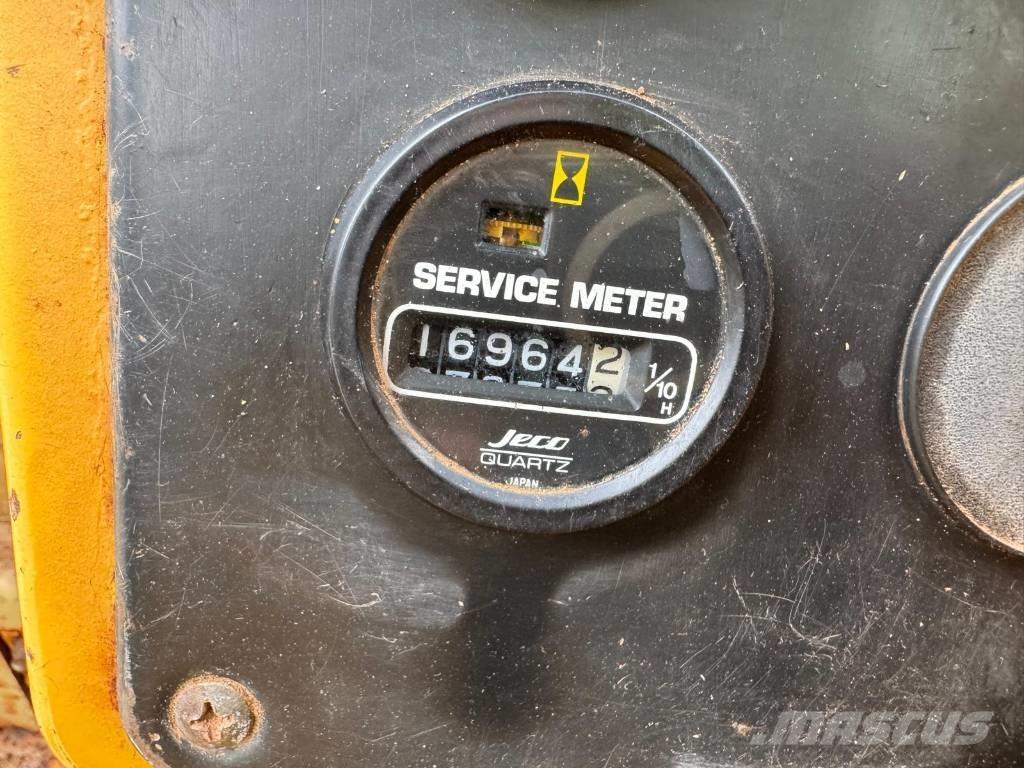 SERVICE METER
169642 1/10
H
Jeco
QUARTZ
JAPAN
MASCUS